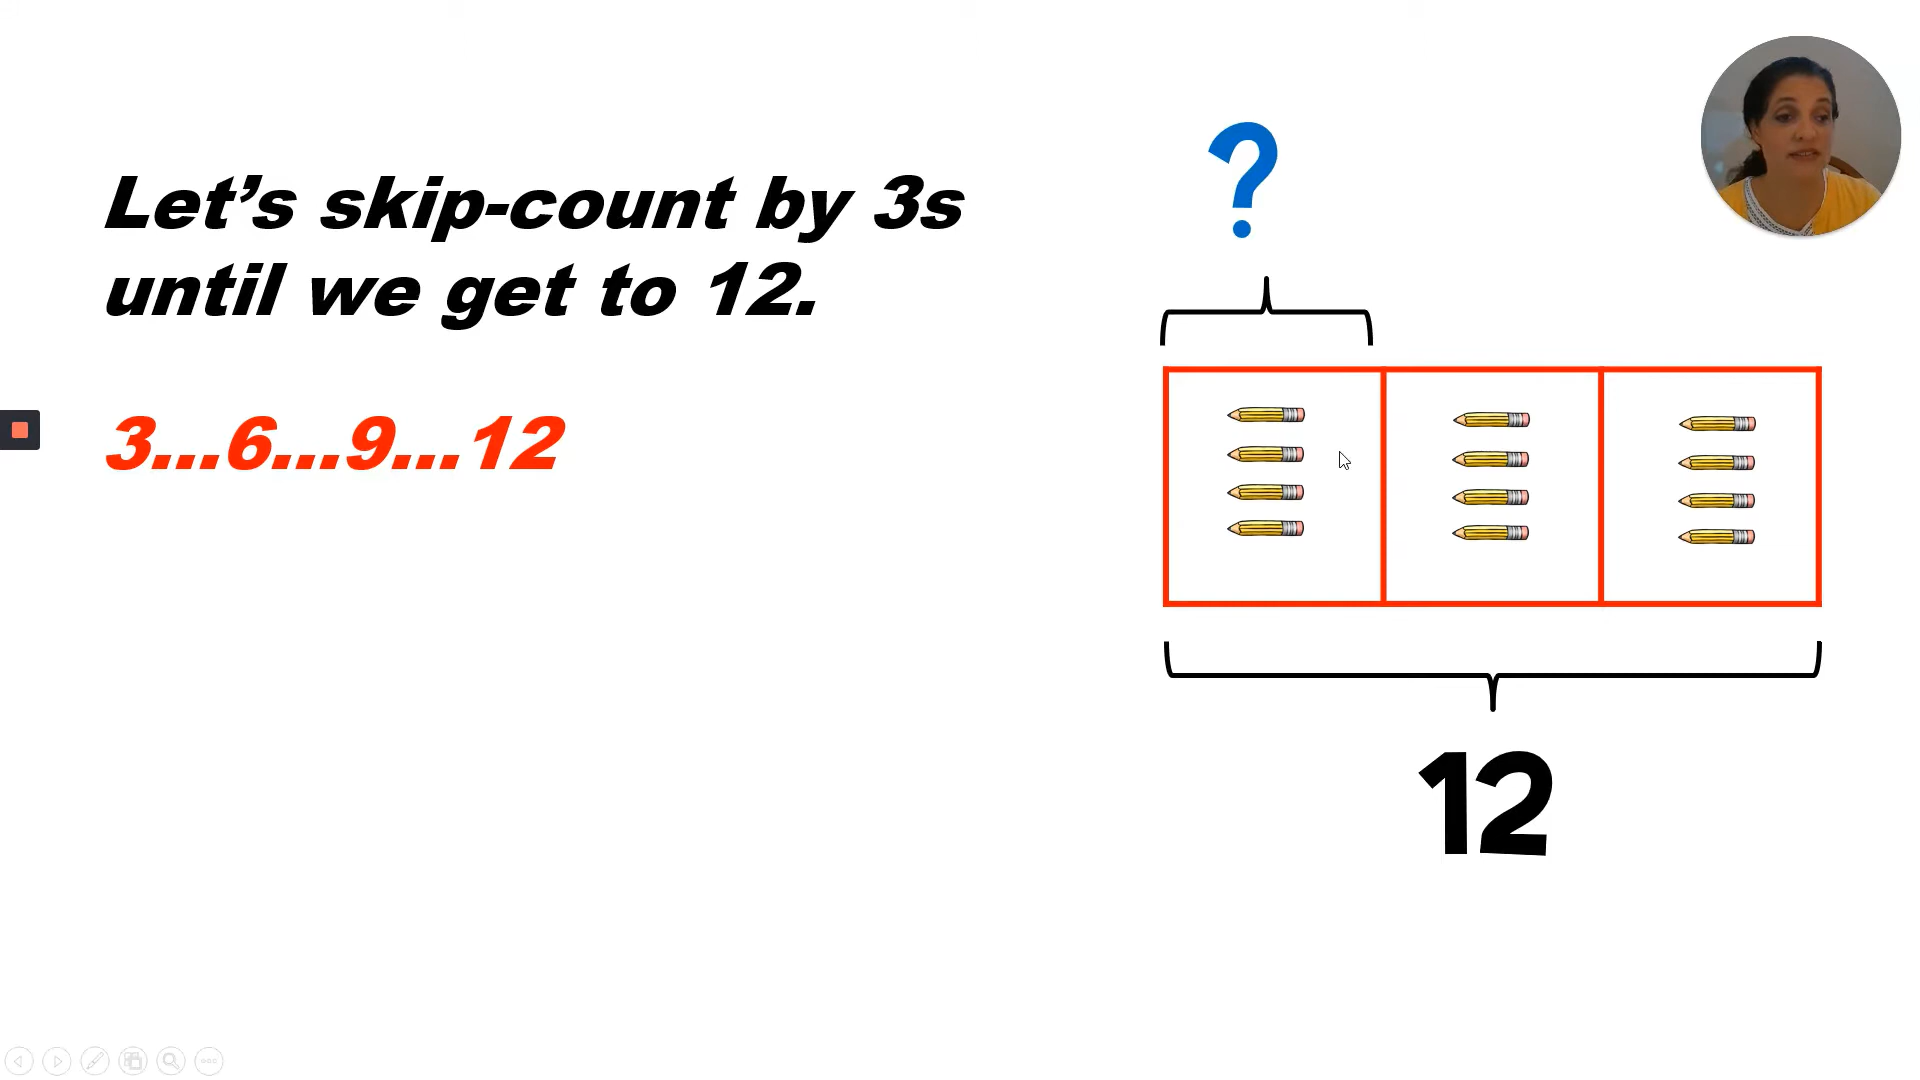 Let’s skip-count by 3s
until we get to 12.
3...6...9...12
?
12